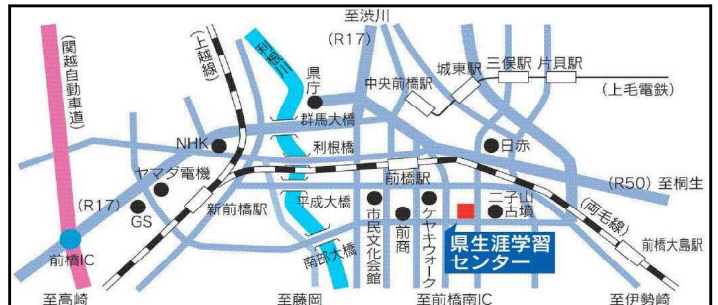 至渋川
(R17)
(関越自動車道)
(上越線)
利根川
県庁
中央前橋駅
城東駅
三俣駅
片貝駅
(上毛電鉄)
群馬大橋
NHK
利根橋
日赤
ヤマダ電機
前橋駅
(R17)
(R50) 至桐生
GS
新前橋駅
平成大橋
市民文化会館
前商
ケヤキウォーク
二子山
古墳
(両毛線)
前橋IC
南部大橋
県生涯学習
センター
前橋大島駅
至高崎
至藤岡
至前橋南IC
至伊勢崎